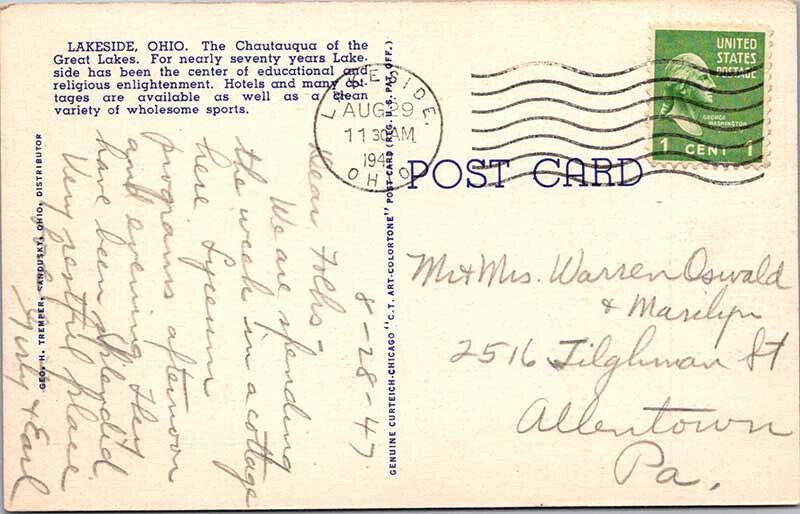 LAKESIDE, OHIO. The Chautauqua of the
Great Lakes. For nearly seventy years Lake-
side has been the center of educational and
religious enlightenment. Hotels and many cot-
tages are available as well as a clean
variety of wholesome sports.
GEO. H. TREMPER, SANDUSKY, OHIO, DISTRIBUTOR
8-28-47
Dear Folks-
We are spending
the week in a cottage
here. Lyceum
programs afternoon
and evening. They
have been splendid.
Very restful place
Gerty & Earl
GENUINE CURTEICH-CHICAGO "C. T. ART-COLORTONE" POST CARD (REG. U. S. PAT. OFF.)
LAKESIDE.
AUG 29
11 30 AM
194
OHIO
UNITED
STATES
POSTAGE
GEORGE
WASHINGTON
1 CENT 1
POST CARD
Mr & Mrs. Warren Oswald
& Marilyn
2516 Tilghman St
Allentown
Pa.